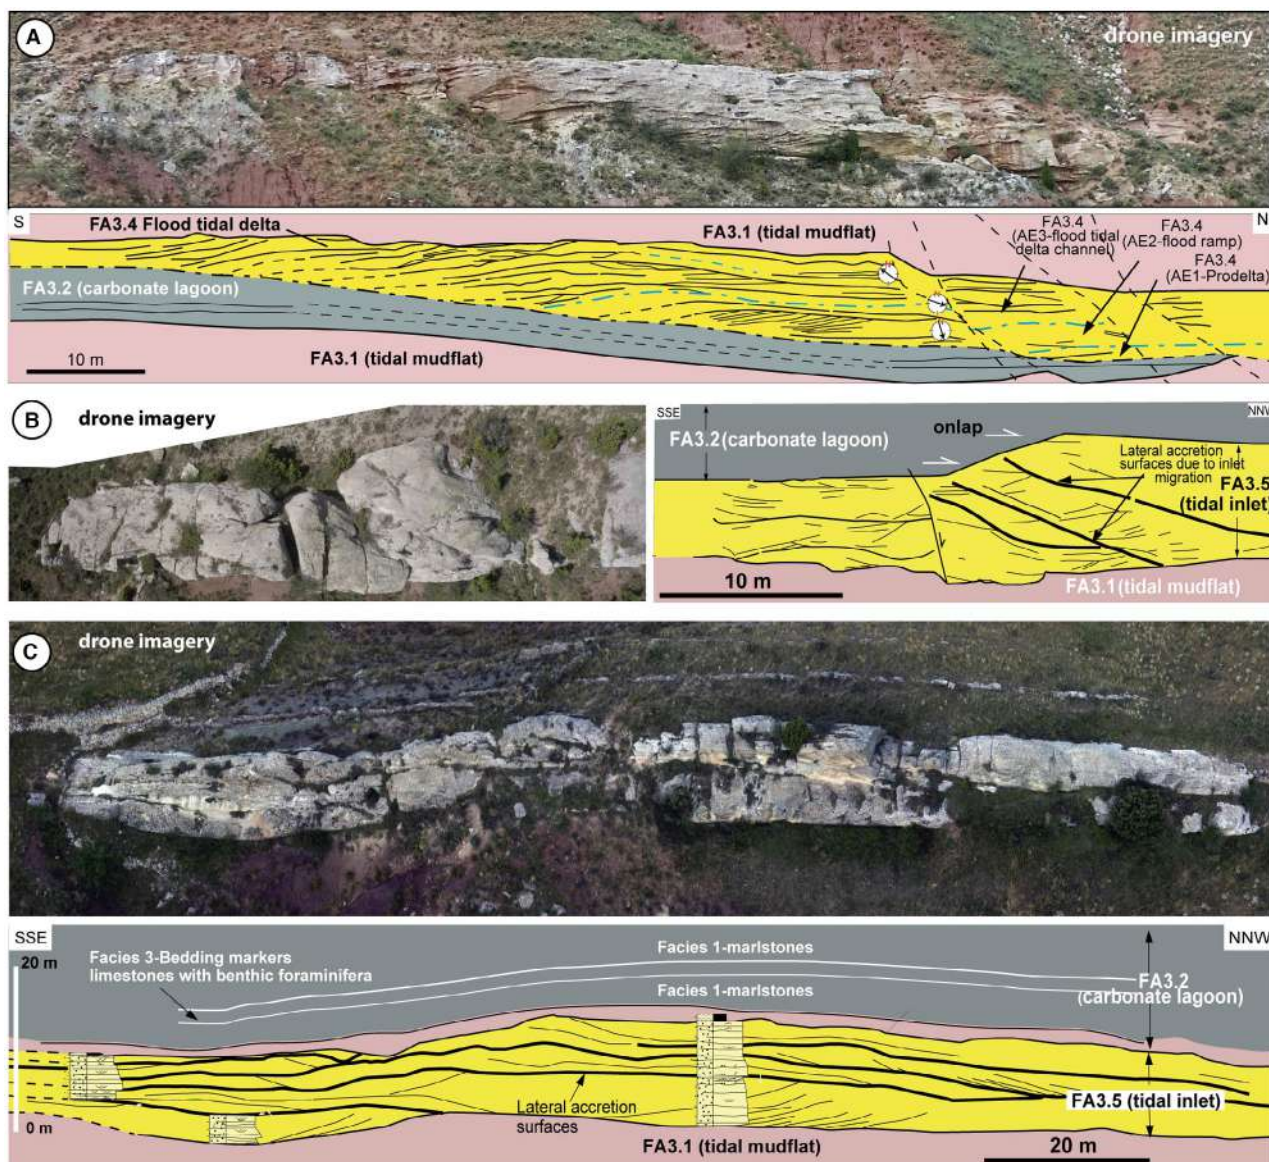 A
drone imagery
S
FA3.4 Flood tidal delta
FA3.1 (tidal mudflat)
FA3.4
(AE3-flood tidal
delta channel)
FA3.4
(AE2-flood ramp)
FA3.4
(AE1-Prodelta)
N
FA3.2 (carbonate lagoon)
FA3.1 (tidal mudflat)
10 m
B
drone imagery
SSE
NNW
FA3.2 (carbonate lagoon)
onlap
Lateral accretion
surfaces due to inlet
migration
FA3.5
(tidal inlet)
10 m
FA3.1 (tidal mudflat)
C
drone imagery
SSE
NNW
20 m
Facies 3-Bedding markers
limestones with benthic foraminifera
Facies 1-marlstones
Facies 1-marlstones
FA3.2
(carbonate lagoon)
Lateral accretion
surfaces
FA3.5 (tidal inlet)
0 m
FA3.1 (tidal mudflat)
20 m